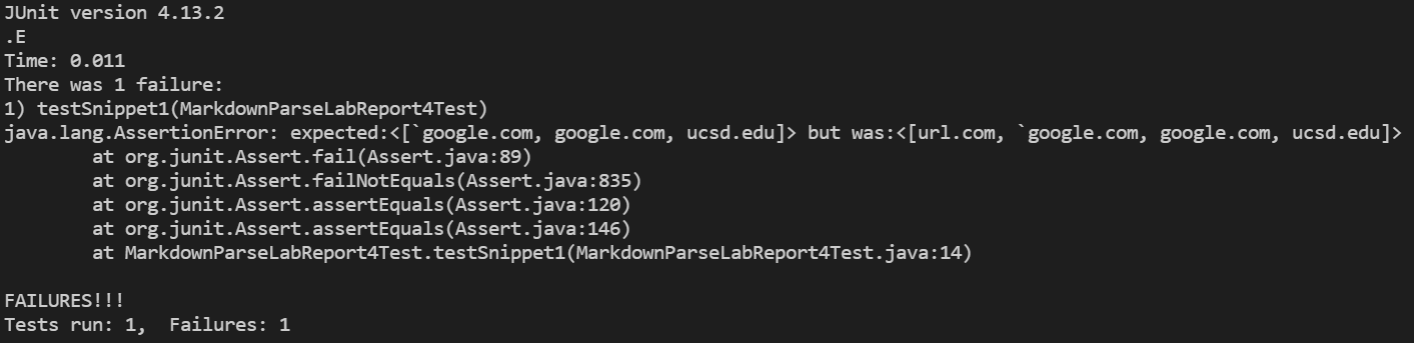 JUnit version 4.13.2
.E
Time: 0.011
There was 1 failure:
1) testSnippet1(MarkdownParseLabReport4Test)
java.lang.AssertionError: expected:<[`google.com, google.com, ucsd.edu]> but was:<[url.com, `google.com, google.com, ucsd.edu]>
        at org.junit.Assert.fail(Assert.java:89)
        at org.junit.Assert.failNotEquals(Assert.java:835)
        at org.junit.Assert.assertEquals(Assert.java:120)
        at org.junit.Assert.assertEquals(Assert.java:146)
        at MarkdownParseLabReport4Test.testSnippet1(MarkdownParseLabReport4Test.java:14)

FAILURES!!!
Tests run: 1,  Failures: 1